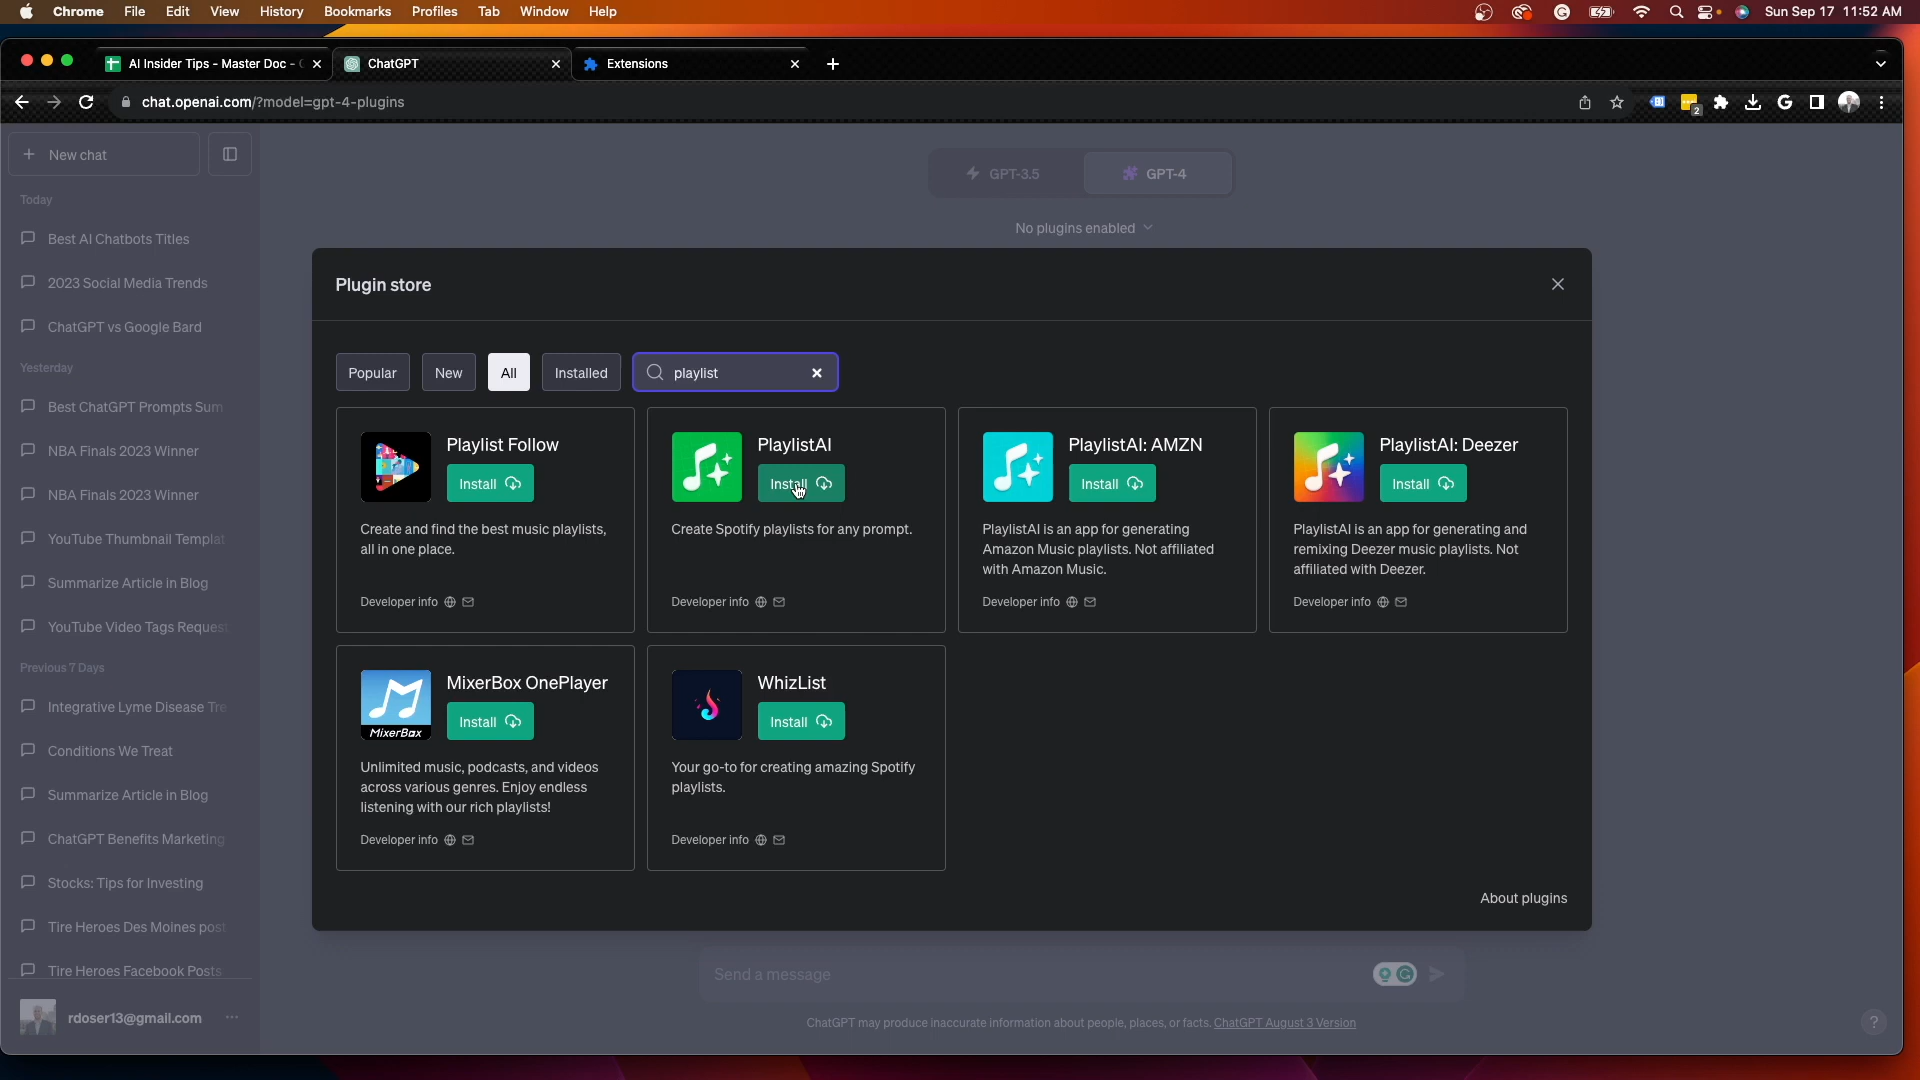 Chrome File Edit View History Bookmarks Profiles Tab Window Help Sun Sep 17 11:52 AM
AI Insider Tips - Master Doc - ChatGPT Extensions
chat.openai.com/?model=gpt-4-plugins
2
New chat
Today
Best AI Chatbots Titles
2023 Social Media Trends
ChatGPT vs Google Bard
Yesterday
Best ChatGPT Prompts Sum
NBA Finals 2023 Winner
NBA Finals 2023 Winner
YouTube Thumbnail Templat
Summarize Article in Blog
YouTube Video Tags Request
Previous 7 Days
Integrative Lyme Disease Tre
Conditions We Treat
Summarize Article in Blog
ChatGPT Benefits Marketing
Stocks: Tips for Investing
Tire Heroes Des Moines post
Tire Heroes Facebook Posts
rdoser13@gmail.com
GPT-3.5 GPT-4
No plugins enabled
Plugin store
Popular New All Installed playlist
Playlist Follow
Install
Create and find the best music playlists,
all in one place.
Developer info
PlaylistAI
Install
Create Spotify playlists for any prompt.
Developer info
PlaylistAI: AMZN
Install
PlaylistAI is an app for generating
Amazon Music playlists. Not affiliated
with Amazon Music.
Developer info
PlaylistAI: Deezer
Install
PlaylistAI is an app for generating and
remixing Deezer music playlists. Not
affiliated with Deezer.
Developer info
MixerBox
MixerBox OnePlayer
Install
Unlimited music, podcasts, and videos
across various genres. Enjoy endless
listening with our rich playlists!
Developer info
WhizList
Install
Your go-to for creating amazing Spotify
playlists.
Developer info
About plugins
Send a message
ChatGPT may produce inaccurate information about people, places, or facts. ChatGPT August 3 Version
?